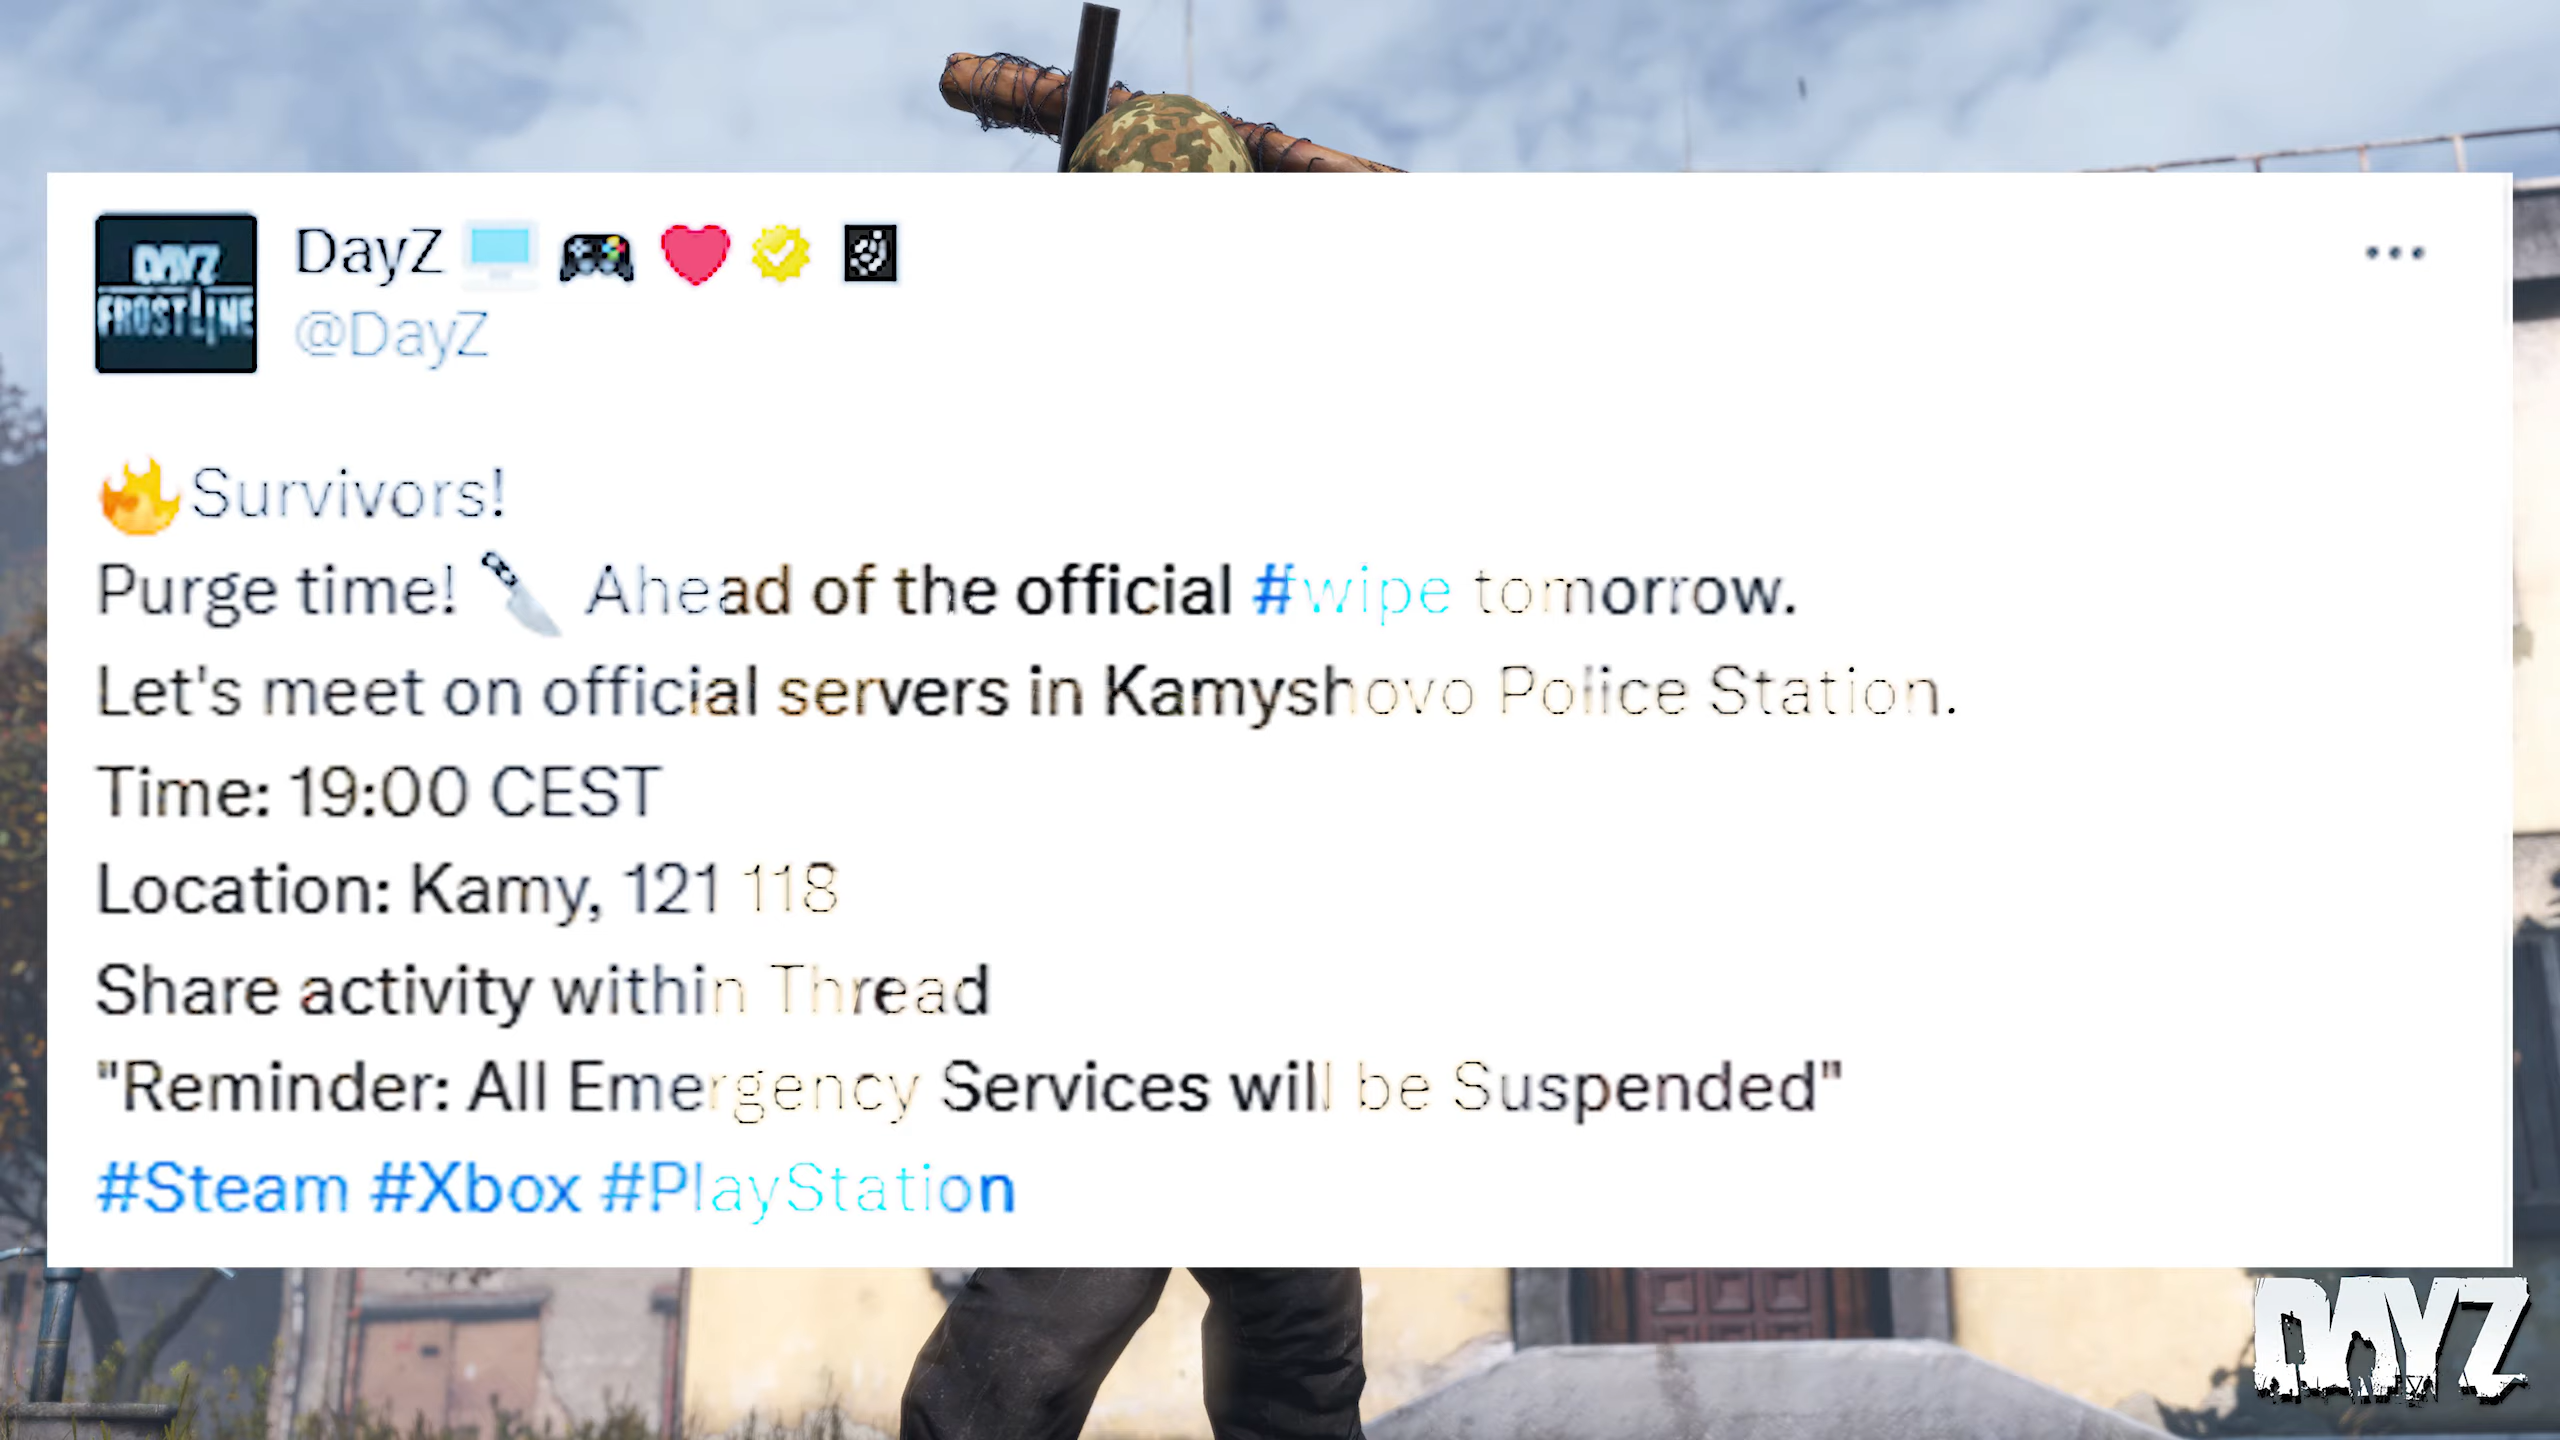 DAYZ
FROSTLINE
DayZ
@DayZ
Survivors!
Purge time! Ahead of the official #wipe tomorrow.
Let's meet on official servers in Kamyshovo Police Station.
Time: 19:00 CEST
Location: Kamy, 121 118
Share activity within Thread
"Reminder: All Emergency Services will be Suspended"
#Steam #Xbox #PlayStation
DAYZ